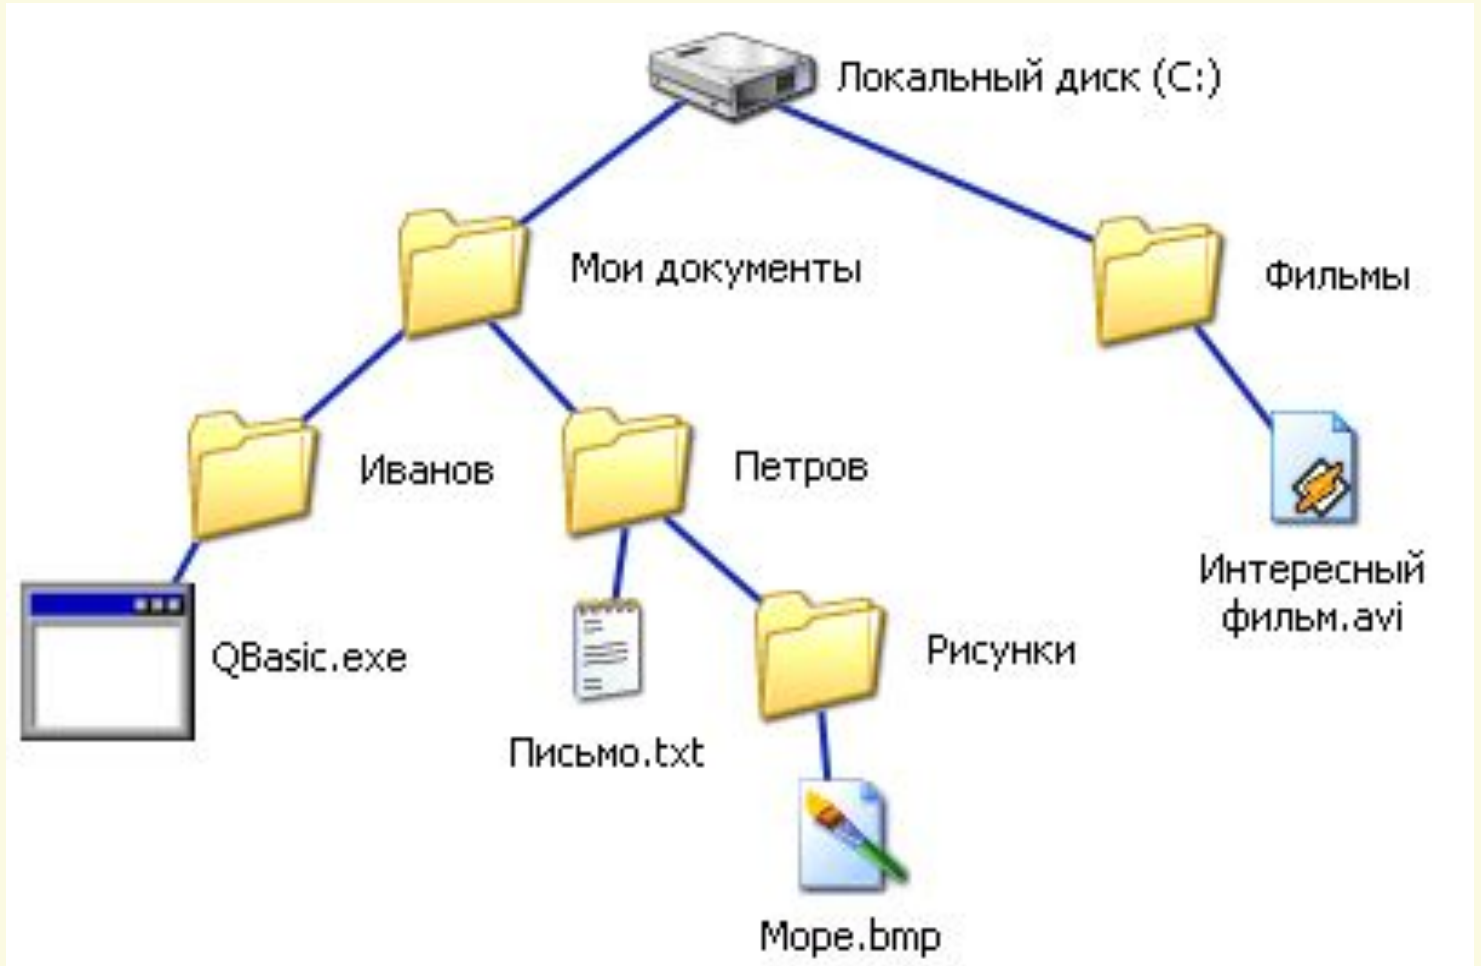 Локальный диск (C:)
Мои документы
Фильмы
Иванов
Петров
Интересный
фильм.avi
QBasic.exe
Рисунки
Письмо.txt
Море.bmp